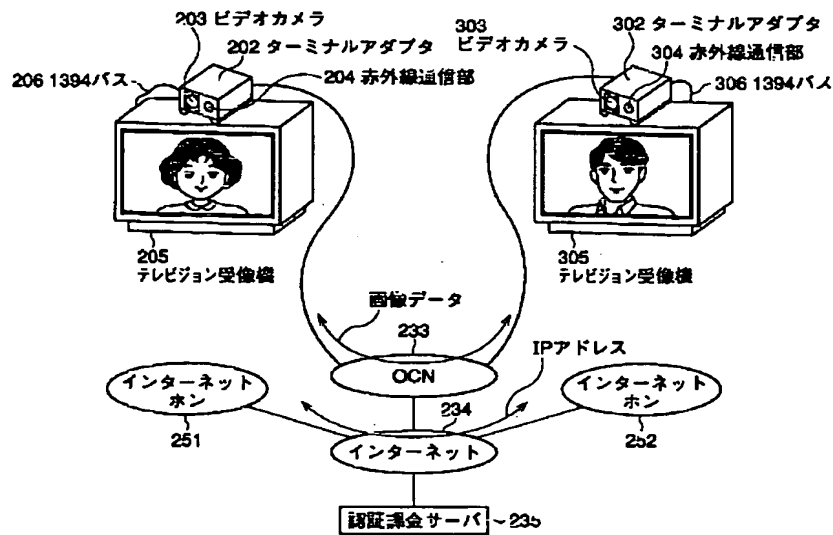 203 ビデオカメラ
202 ターミナルアダプタ
204 赤外線通信部
206 1394バス
205
テレビジョン受像機
303
ビデオカメラ
302 ターミナルアダプタ
304 赤外線通信部
306 1394バス
305
テレビジョン受像機
画像データ
233
OCN
IPアドレス
インターネット
ホン
251
234
インターネット
インターネット
ホン
252
認証課金サーバ
235